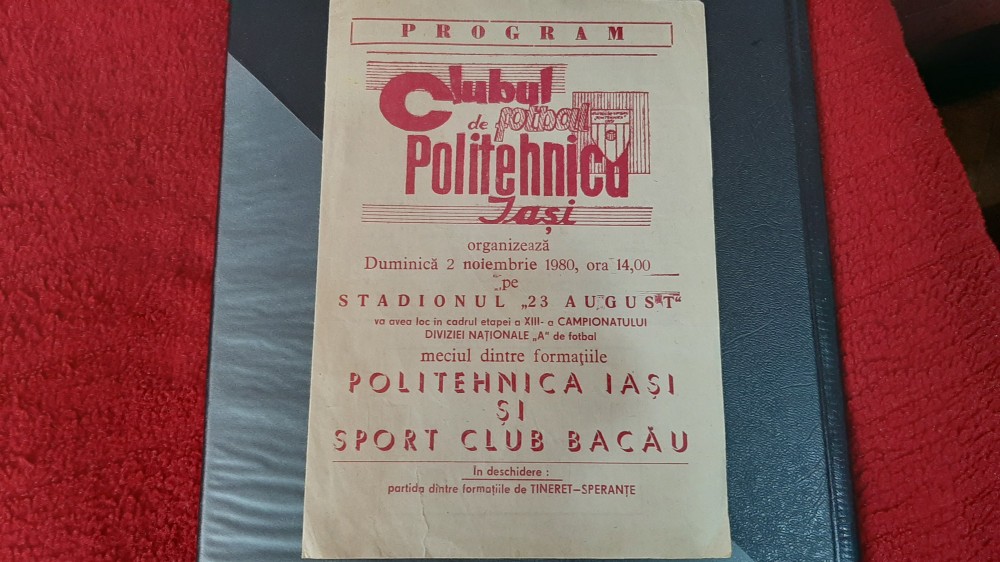 PROGRAM
Clubul
de fotbal
Politehnica
Iași
organizează
Duminică 2 noiembrie 1980, ora 14,00
pe
STADIONUL „23 AUGUST“
va avea loc în cadrul etapei a XIII- a CAMPIONATULUI
DIVIZIEI NAȚIONALE „A“ de fotbal
meciul dintre formațiile
POLITEHNICA IAȘI
ȘI
SPORT CLUB BACĂU
În deschidere :
partida dintre formațiile de TINERET–SPERANȚE